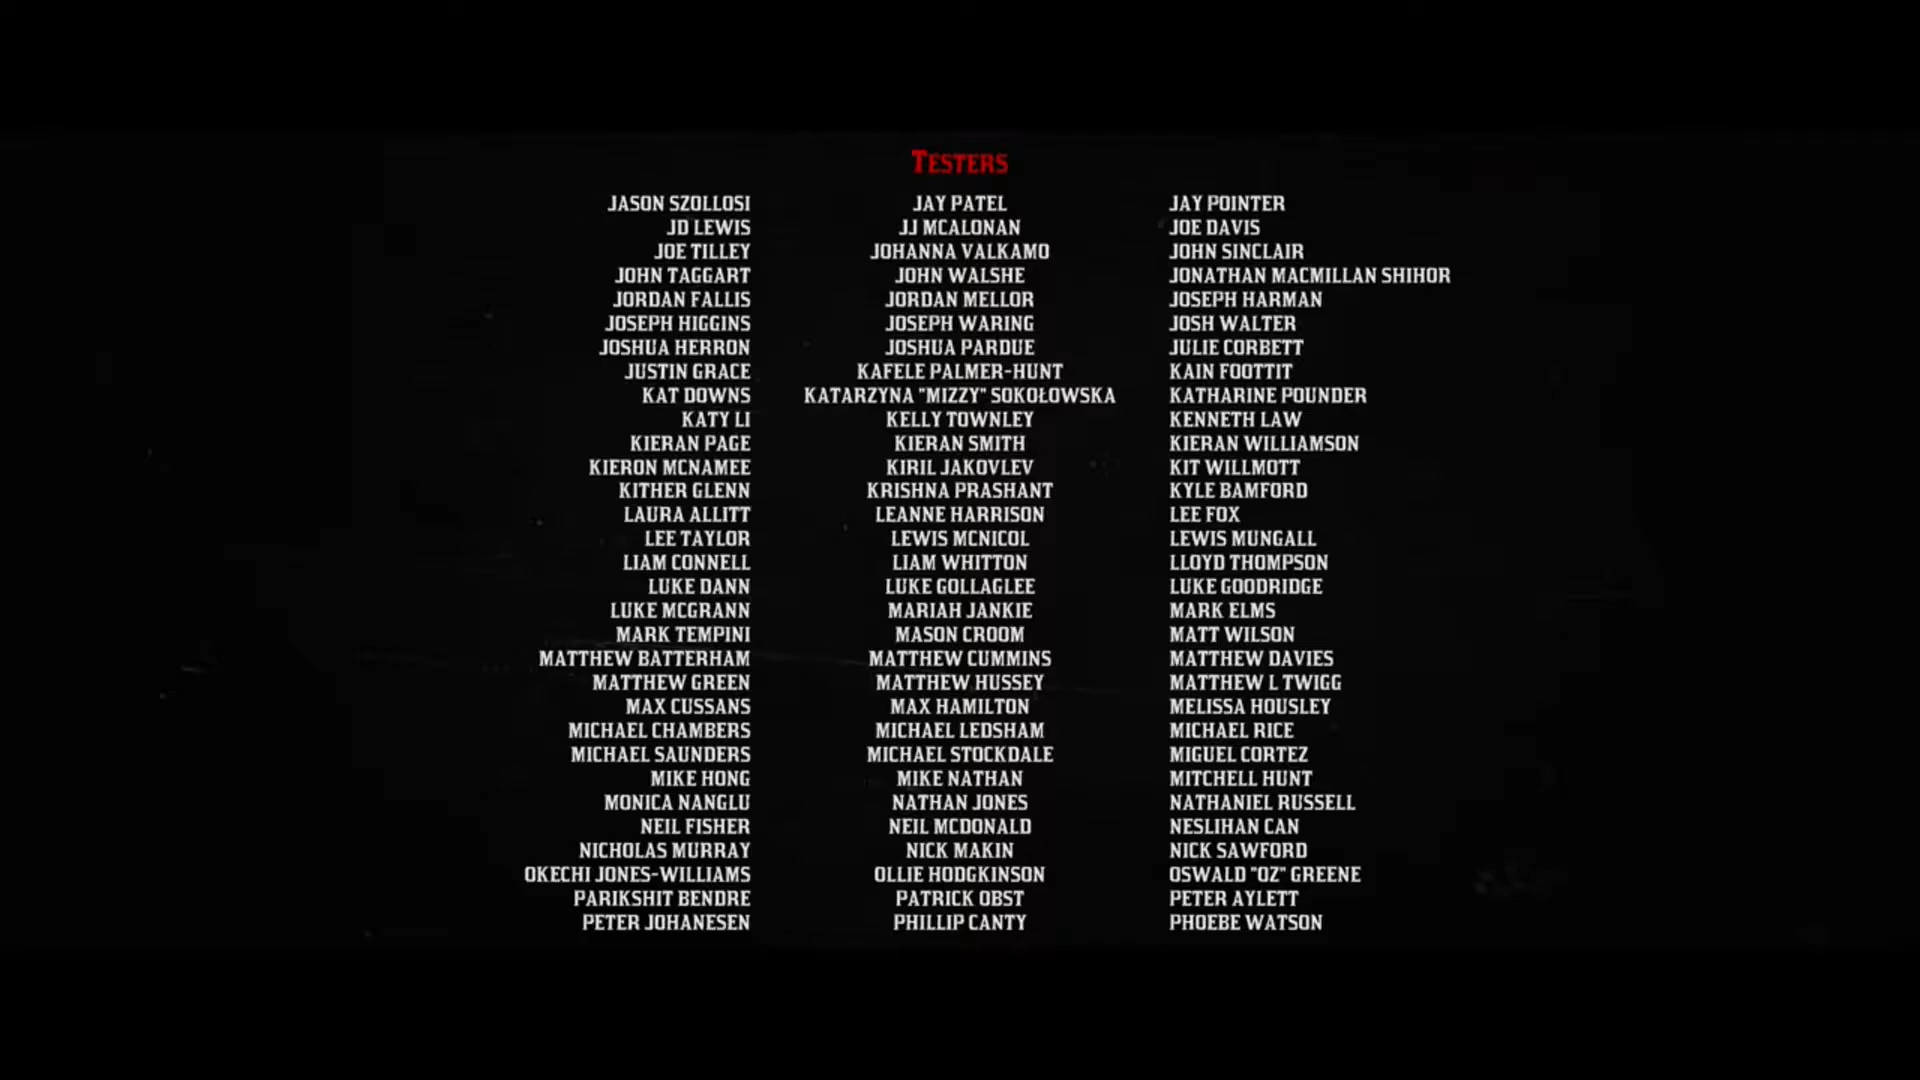 TESTERS
JASON SZOLLOSI JAY PATEL JAY POINTER
JD LEWIS JJ MCALONAN JOE DAVIS
JOE TILLEY JOHANNA VALKAMO JOHN SINCLAIR
JOHN TAGGART JOHN WALSHE JONATHAN MACMILLAN SHIHOR
JORDAN FALLIS JORDAN MELLOR JOSEPH HARMAN
JOSEPH HIGGINS JOSEPH WARING JOSH WALTER
JOSHUA HERRON JOSHUA PARDUE JULIE CORBETT
JUSTIN GRACE KAFELE PALMER-HUNT KAIN FOOTTIT
KAT DOWNS KATARZYNA "MIZZY" SOKOŁOWSKA KATHARINE POUNDER
KATY LI KELLY TOWNLEY KENNETH LAW
KIERAN PAGE KIERAN SMITH KIERAN WILLIAMSON
KIERON MCNAMEE KIRIL JAKOVLEV KIT WILLMOTT
KITHER GLENN KRISHNA PRASHANT KYLE BAMFORD
LAURA ALLITT LEANNE HARRISON LEE FOX
LEE TAYLOR LEWIS MCNICOL LEWIS MUNGALL
LIAM CONNELL LIAM WHITTON LLOYD THOMPSON
LUKE DANN LUKE GOLLAGLEE LUKE GOODRIDGE
LUKE MCGRANN MARIAH JANKIE MARK ELMS
MARK TEMPINI MASON CROOM MATT WILSON
MATTHEW BATTERHAM MATTHEW CUMMINS MATTHEW DAVIES
MATTHEW GREEN MATTHEW HUSSEY MATTHEW L TWIGG
MAX CUSSANS MAX HAMILTON MELISSA HOUSLEY
MICHAEL CHAMBERS MICHAEL LEDSHAM MICHAEL RICE
MICHAEL SAUNDERS MICHAEL STOCKDALE MIGUEL CORTEZ
MIKE HONG MIKE NATHAN MITCHELL HUNT
MONICA NANGLU NATHAN JONES NATHANIEL RUSSELL
NEIL FISHER NEIL MCDONALD NESLIHAN CAN
NICHOLAS MURRAY NICK MAKIN NICK SAWFORD
OKECHI JONES-WILLIAMS OLLIE HODGKINSON OSWALD "OZ" GREENE
PARIKSHIT BENDRE PATRICK OBST PETER AYLETT
PETER JOHANESEN PHILLIP CANTY PHOEBE WATSON